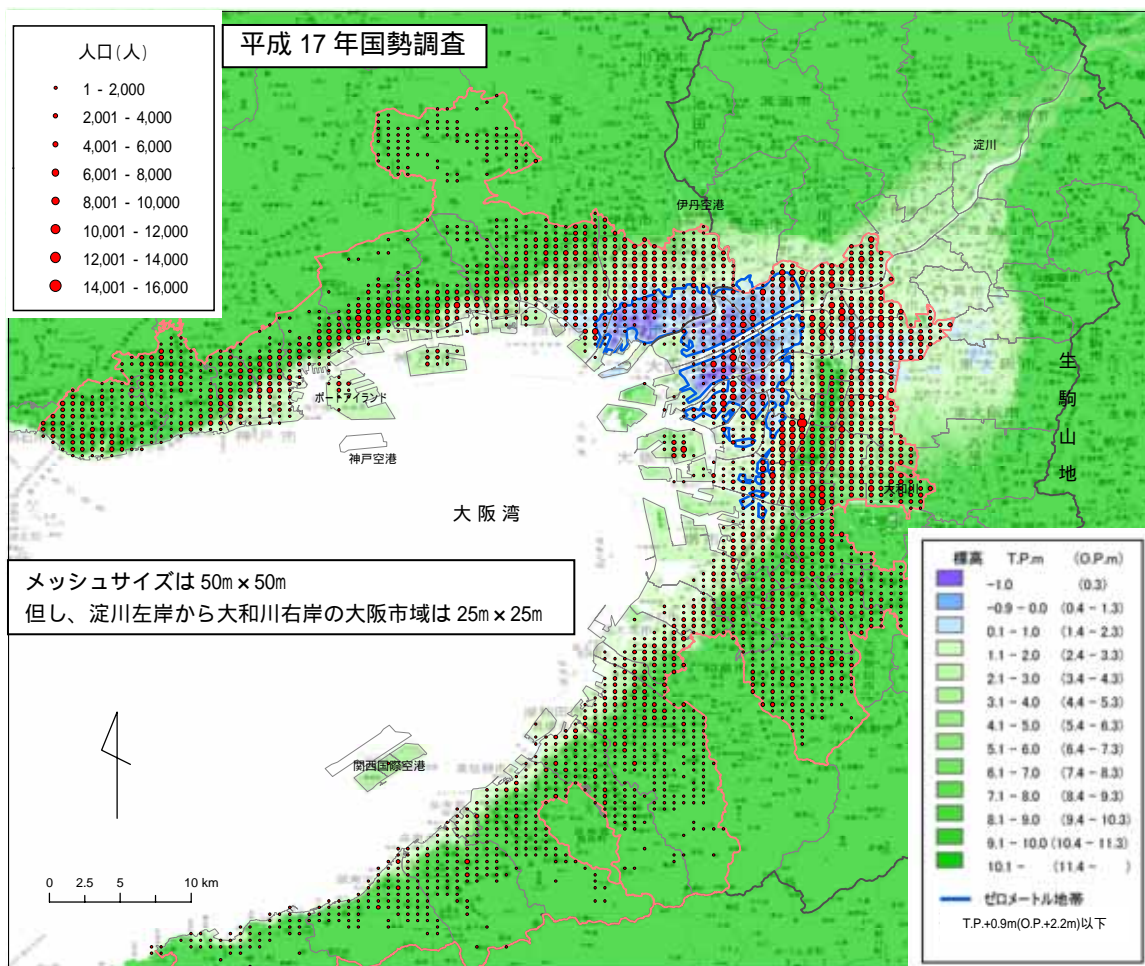 平成 17 年国勢調査
人口(人)
1 - 2,000
2,001 - 4,000
4,001 - 6,000
6,001 - 8,000
8,001 - 10,000
10,001 - 12,000
12,001 - 14,000
14,001 - 16,000
淀川
伊丹空港
生駒山地
ポートアイランド
神戸空港
大阪湾
大和川
メッシュサイズは 50m×50m
但し、淀川左岸から大和川右岸の大阪市域は 25m×25m
関西国際空港
0 2.5 5 10 km
標高 T.P.m (O.P.m)
-1.0 (0.3)
-0.9 - 0.0 (0.4 - 1.3)
0.1 - 1.0 (1.4 - 2.3)
1.1 - 2.0 (2.4 - 3.3)
2.1 - 3.0 (3.4 - 4.3)
3.1 - 4.0 (4.4 - 5.3)
4.1 - 5.0 (5.4 - 6.3)
5.1 - 6.0 (6.4 - 7.3)
6.1 - 7.0 (7.4 - 8.3)
7.1 - 8.0 (8.4 - 9.3)
8.1 - 9.0 (9.4 - 10.3)
9.1 - 10.0 (10.4 - 11.3)
10.1 - (11.4 - )
ゼロメートル地帯
T.P.+0.9m(O.P.+2.2m)以下